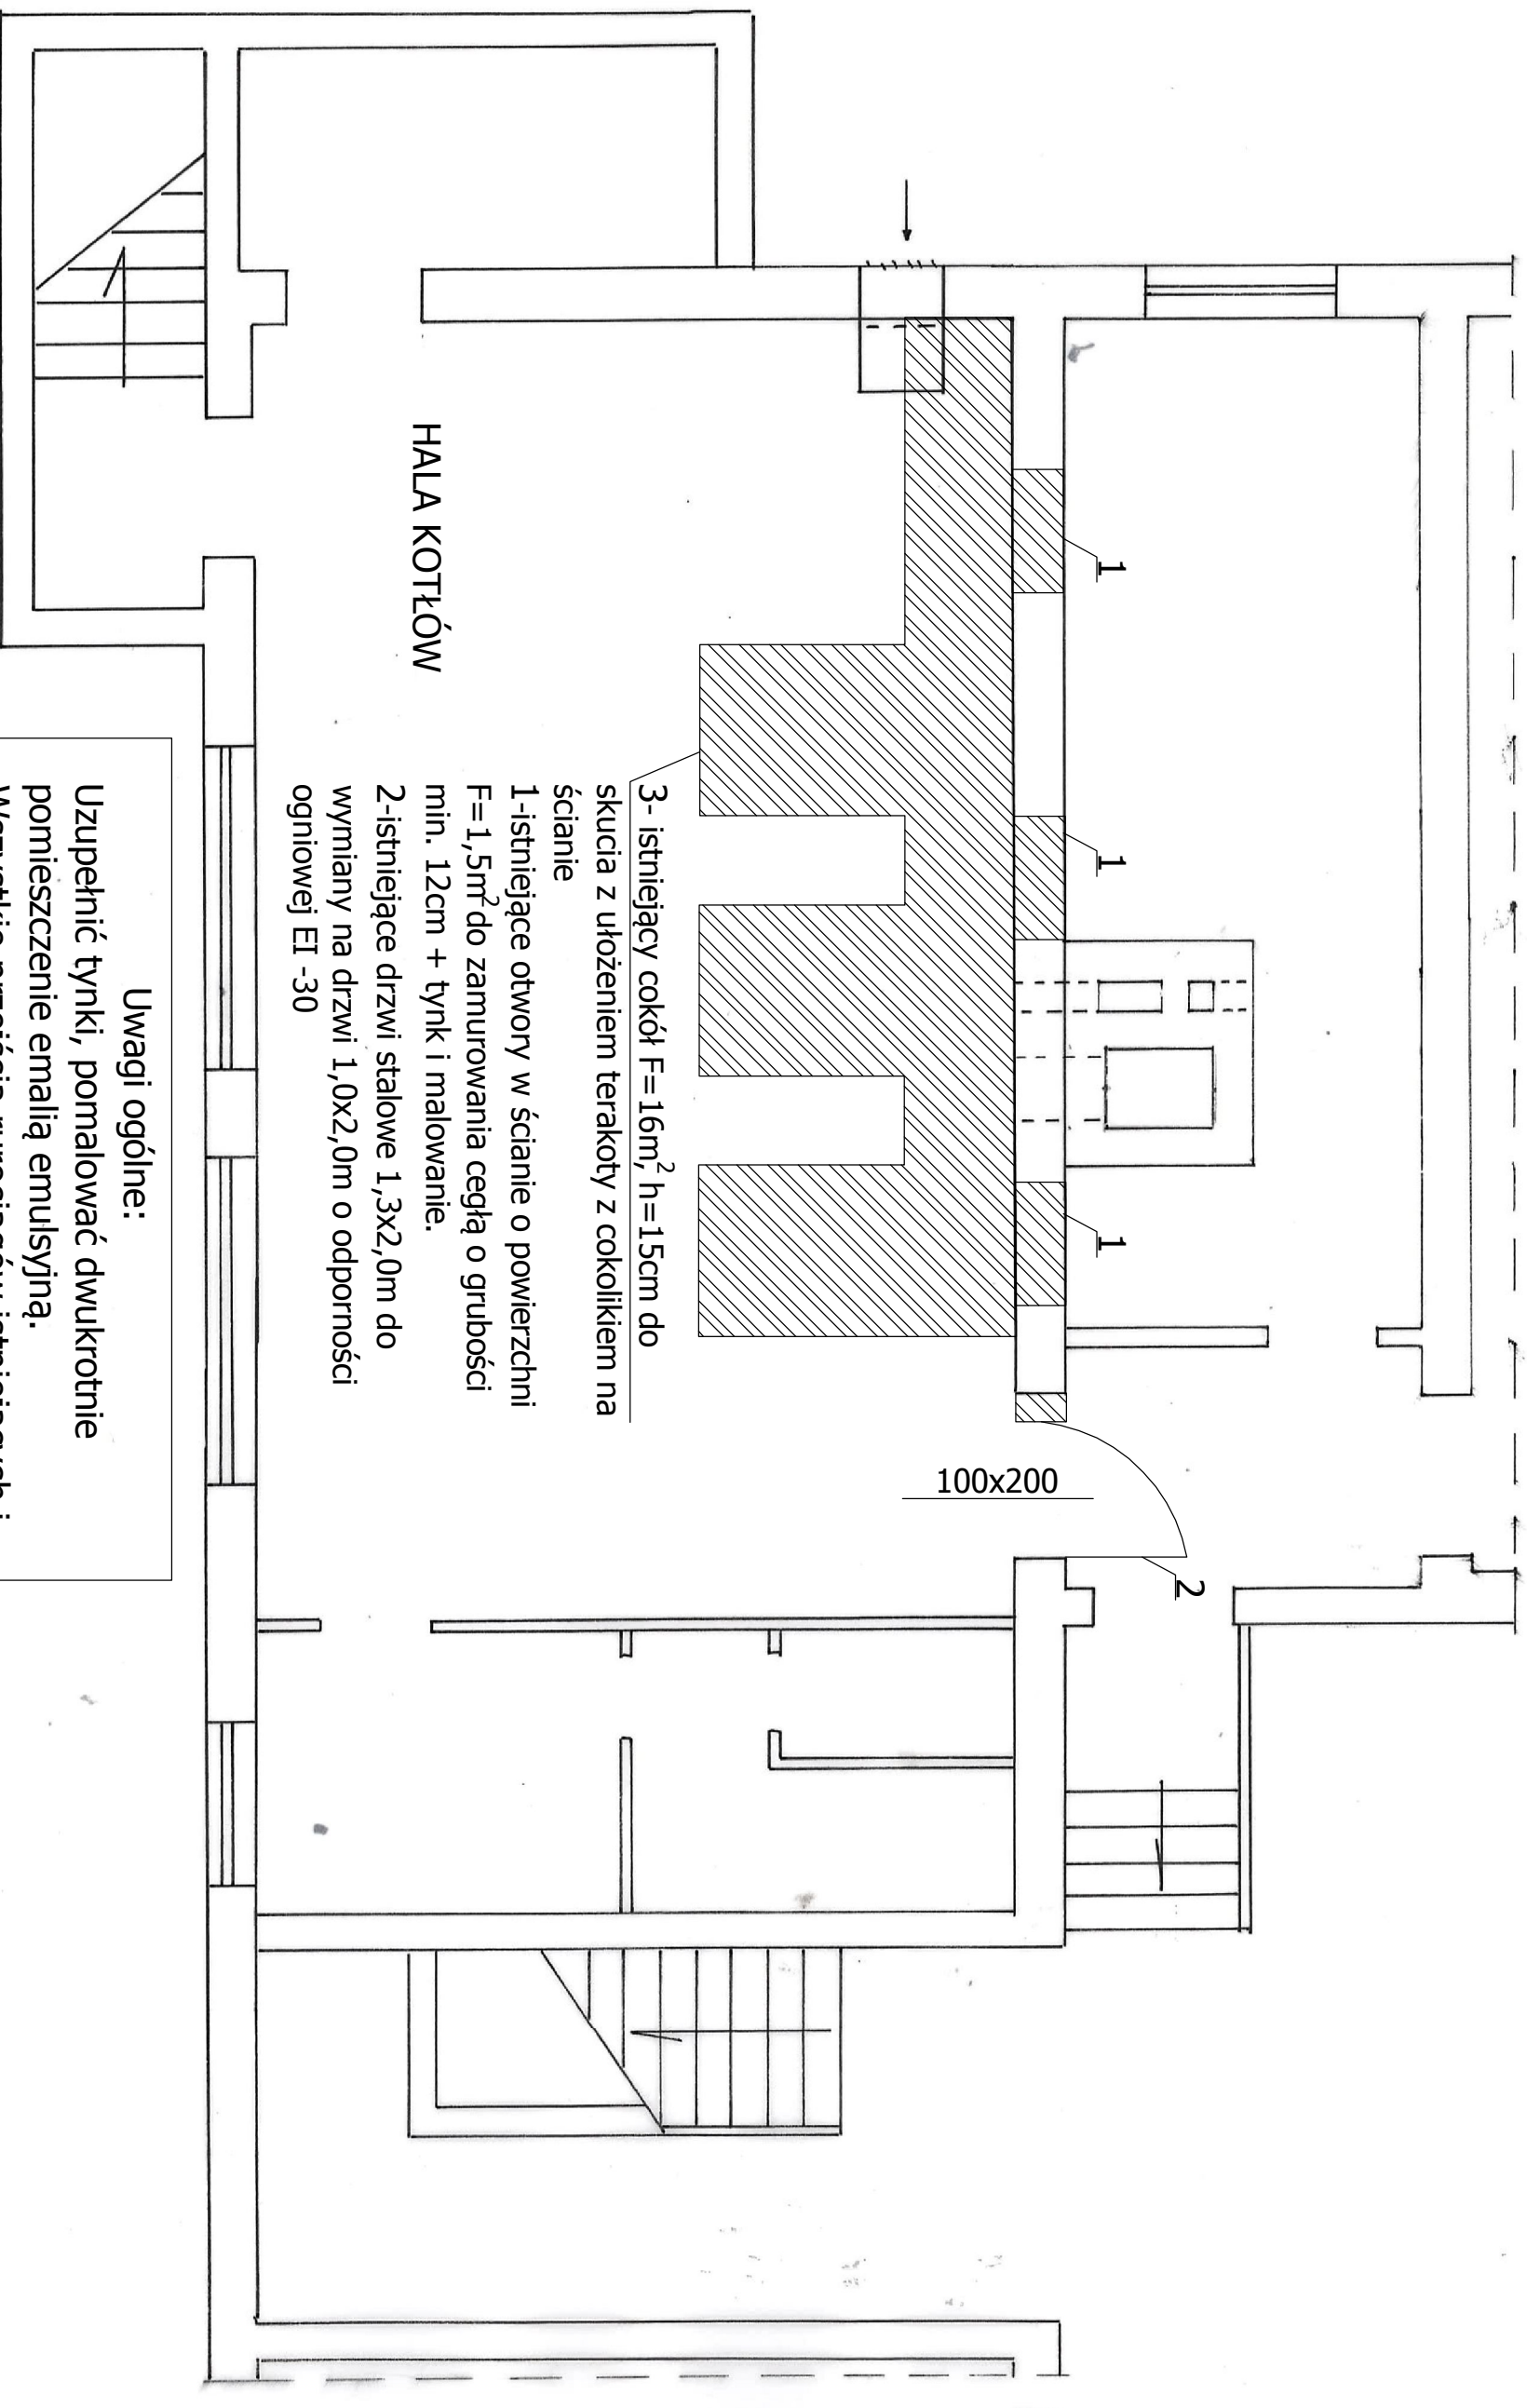 1
1
1
100x200
2
HALA KOTŁÓW
3- istniejący cokół F=16m², h=15cm do
skucia z ułożeniem terakoty z cokolikiem na
ścianie
1-istniejące otwory w ścianie o powierzchni
F=1,5m² do zamurowania cegłą o grubości
min. 12cm + tynk i malowanie.
2-istniejące drzwi stalowe 1,3x2,0m do
wymiany na drzwi 1,0x2,0m o odporności
ogniowej EI -30
Uwagi ogólne:
Uzupełnić tynki, pomalować dwukrotnie
pomieszczenie emalią emulsyjną.